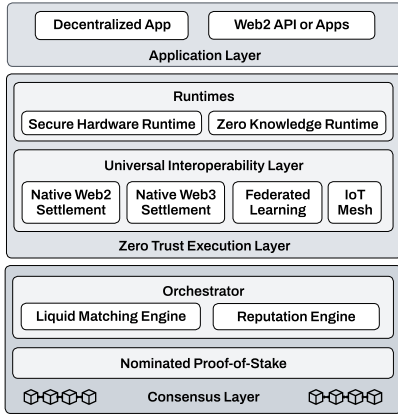 Decentralized App
Web2 API or Apps
Application Layer
Runtimes
Secure Hardware Runtime
Zero Knowledge Runtime
Universal Interoperability Layer
Native Web2
Settlement
Native Web3
Settlement
Federated
Learning
IoT
Mesh
Zero Trust Execution Layer
Orchestrator
Liquid Matching Engine
Reputation Engine
Nominated Proof-of-Stake
Consensus Layer